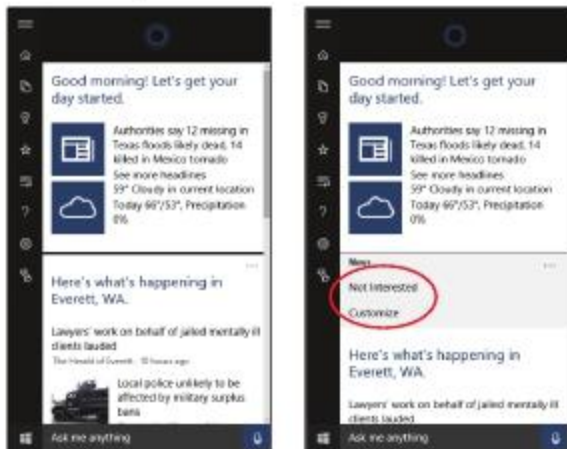 Good morning! Let's get your
day started.
Authorities say 12 missing in
Texas floods likely dead, 14
killed in Mexico tornado
See more headlines
59° Cloudy in current location
Today 66°/53°, Precipitation
0%
Here's what's happening in
Everett, WA.
Lawyers' work on behalf of jailed mentally ill
clients lauded
The Herald of Everett · 10 hours ago
Local police unlikely to be
affected by military surplus
bans
Ask me anything
Good morning! Let's get your
day started.
Authorities say 12 missing in
Texas floods likely dead, 14
killed in Mexico tornado
See more headlines
59° Cloudy in current location
Today 66°/53°, Precipitation
0%
News
Not Interested
Customize
Here's what's happening in
Everett, WA.
Lawyers' work on behalf of jailed mentally ill
clients lauded
Ask me anything